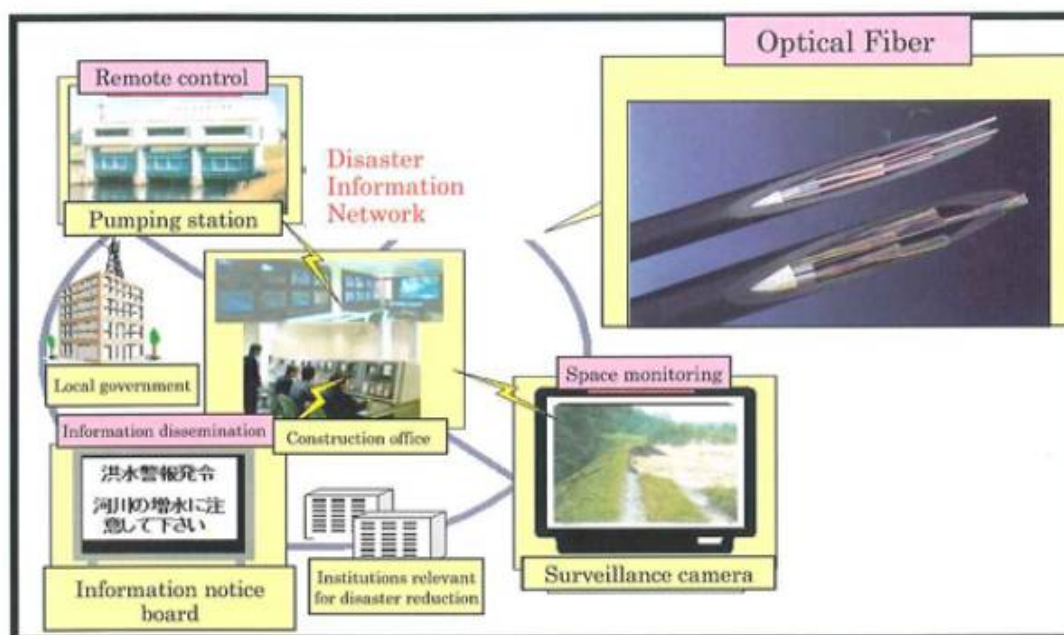 Optical Fiber
Remote control
Disaster
Information
Network
Pumping station
Local government
Space monitoring
Information dissemination
Construction office
洪水警報発令
河川の増水に注
意して下さい
Information notice
board
Institutions relevant
for disaster reduction
Surveillance camera